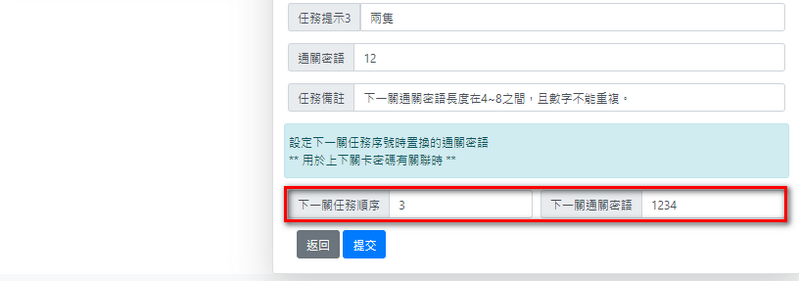 任務提示3 兩隻
通關密語 12
任務備註 下一關通關密語長度在4~8之間，且數字不能重複。
設定下一關任務序號時置換的通關密語
** 用於上下關卡密碼有關聯時 **
下一關任務順序 3 下一關通關密語 1234
返回 提交